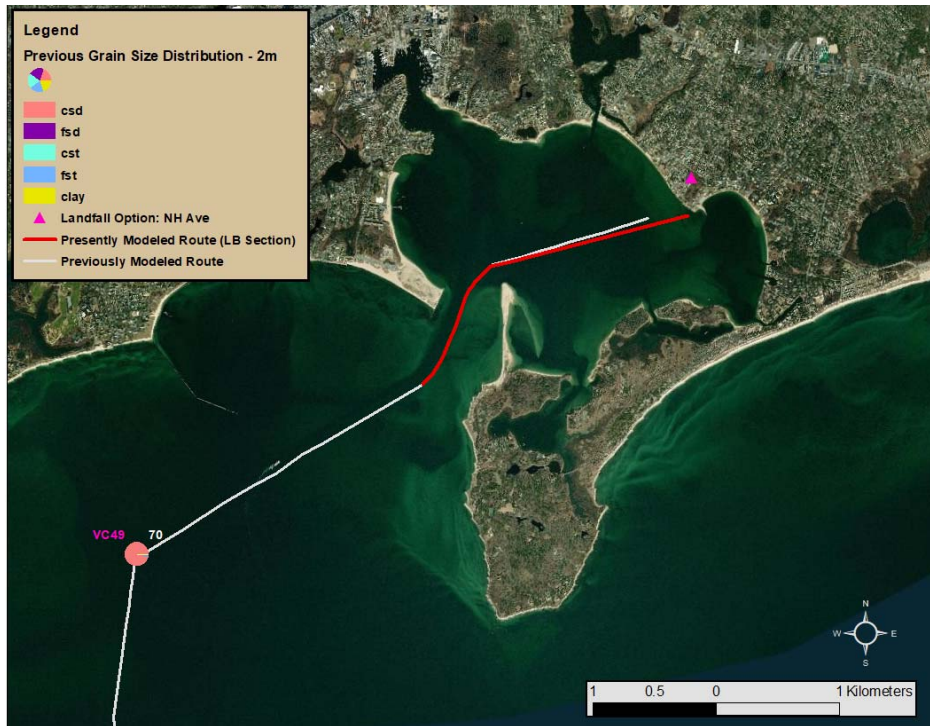 Legend
Previous Grain Size Distribution - 2m
csd
fsd
cst
fst
clay
Landfall Option: NH Ave
Presently Modeled Route (LB Section)
Previously Modeled Route
VC49 70
N
W E
S
1 0.5 0 1 Kilometers